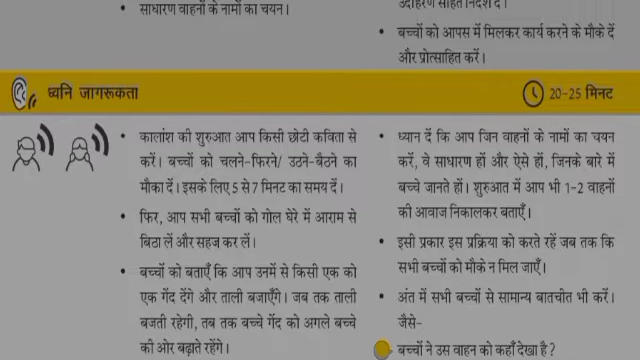 साधारण वाहनों के नामों का चयन।
उदाहरण सहित निर्देश दें।
• बच्चों को आपस में मिलकर कार्य करने के मौके दें
और प्रोत्साहित करें।
ध्वनि जागरूकता
20-25 मिनट
• कालांश की शुरुआत आप किसी छोटी कविता से
करें। बच्चों को चलने-फिरने/ उठने-बैठने का
मौका दें। इसके लिए 5 से 7 मिनट का समय दें।
• फिर, आप सभी बच्चों को गोल घेरे में आराम से
बिठा लें और सहज कर लें।
• बच्चों को बताएँ कि आप उनमें से किसी एक को
एक गेंद देंगे और ताली बजाएँगे। जब तक ताली
बजती रहेगी, तब तक बच्चे गेंद को अगले बच्चे
की ओर बढ़ाते रहेंगे।
• ध्यान दें कि आप जिन वाहनों के नामों का चयन
करें, वे साधारण हों और ऐसे हों, जिनके बारे में
बच्चे जानते हों। शुरुआत में आप भी 1-2 वाहनों
की आवाज निकालकर बताएँ।
• इसी प्रकार इस प्रक्रिया को करते रहें जब तक कि
सभी बच्चों को मौके न मिल जाएँ।
• अंत में सभी बच्चों से सामान्य बातचीत भी करें।
जैसे-
बच्चों ने उस वाहन को कहाँ देखा है?